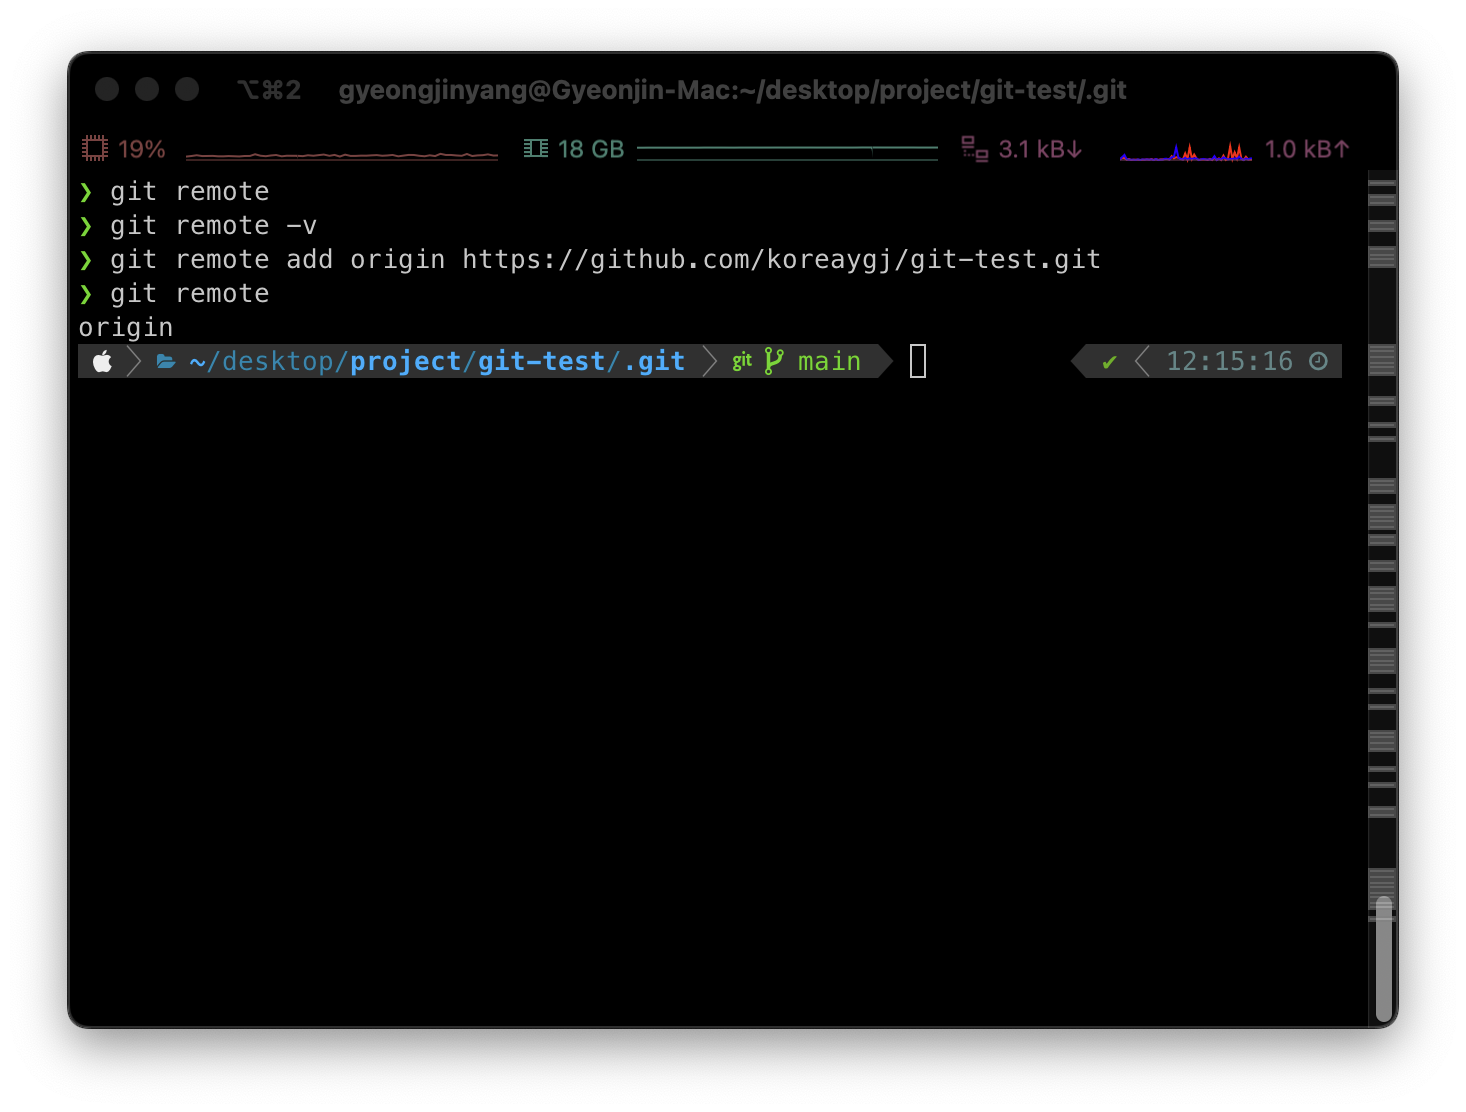 ⌥⌘2 gyeongjinyang@Gyeonjin-Mac:~/desktop/project/git-test/.git
19% 18 GB 3.1 kB↓ 1.0 kB↑
❯ git remote
❯ git remote -v
❯ git remote add origin https://github.com/koreaygj/git-test.git
❯ git remote
origin
~/desktop/project/git-test/.git git main ✔ 12:15:16